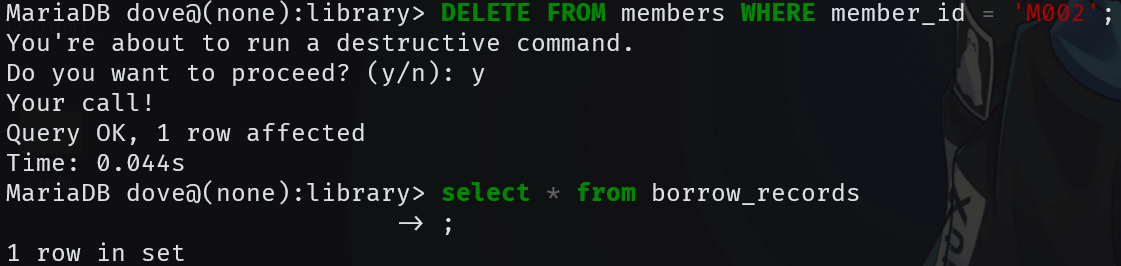 MariaDB dove@(none):library> DELETE FROM members WHERE member_id = 'M002';
You're about to run a destructive command.
Do you want to proceed? (y/n): y
Your call!
Query OK, 1 row affected
Time: 0.044s
MariaDB dove@(none):library> select * from borrow_records
→ ;
1 row in set